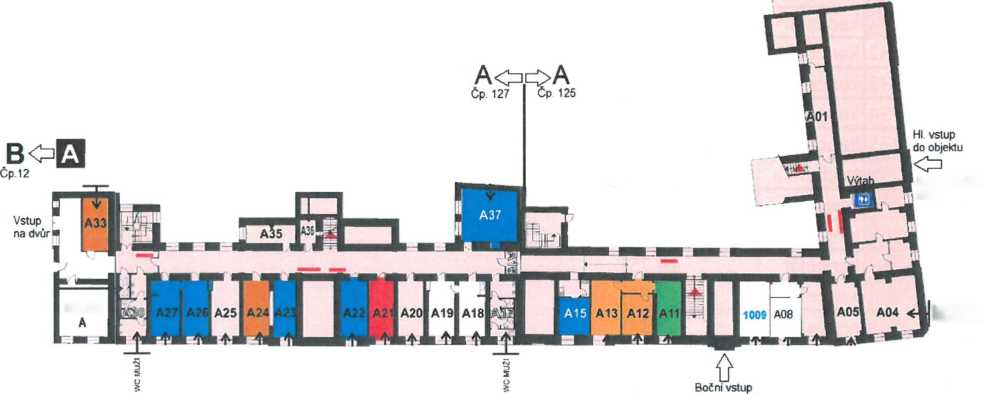 A A
Čp. 127 Čp. 125
A01
Hl. vstup
do objektu
B A
Čp.12
Výtah
Vstup
na dvůr
A33
A37
A35
A36
A
A27
A26
A25
A24
A23
A22
A21
A20
A19
A18
A15
A13
A12
A11
1009
A08
A05
A04
WC MUŽI
WC MUŽI
Boční vstup